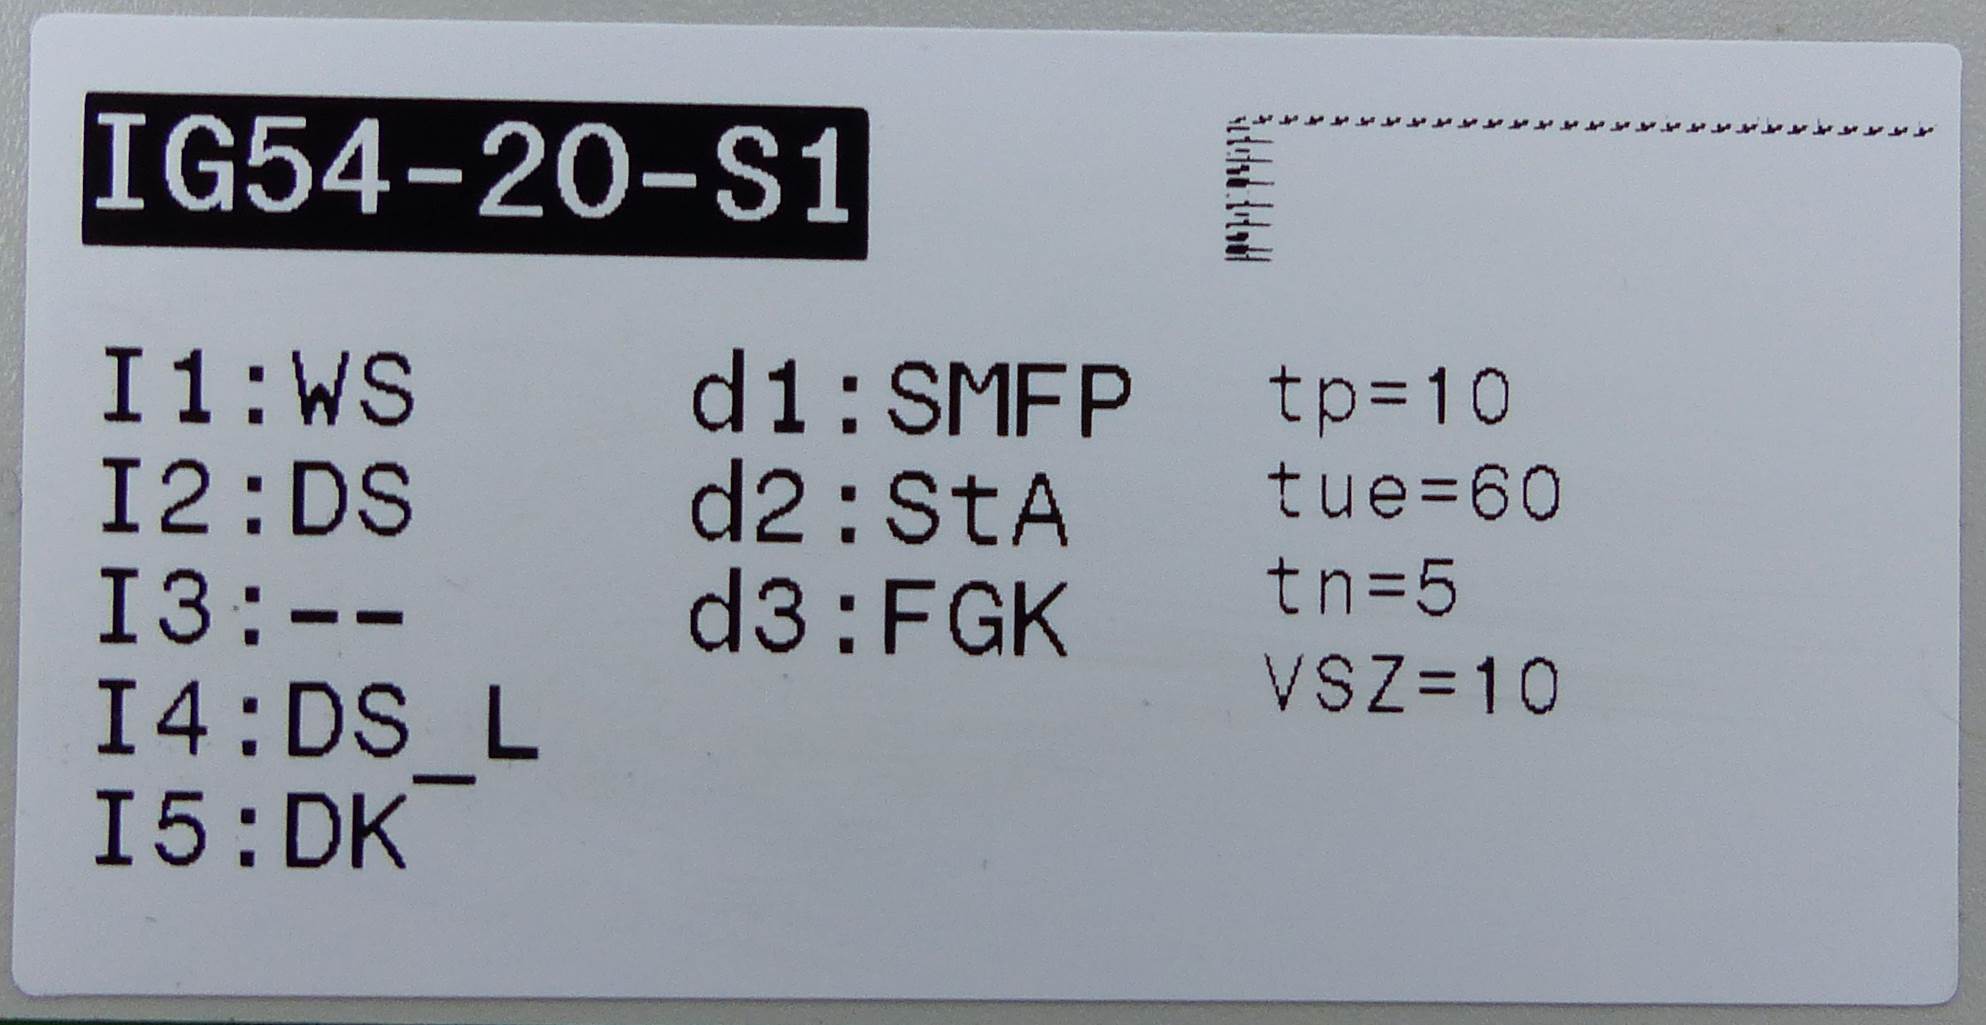 IG54-20-S1
I1:WS
I2:DS
I3:--
I4:DS_L
I5:DK
d1:SMFP
d2:StA
d3:FGK
tp=10
tue=60
tn=5
VSZ=10